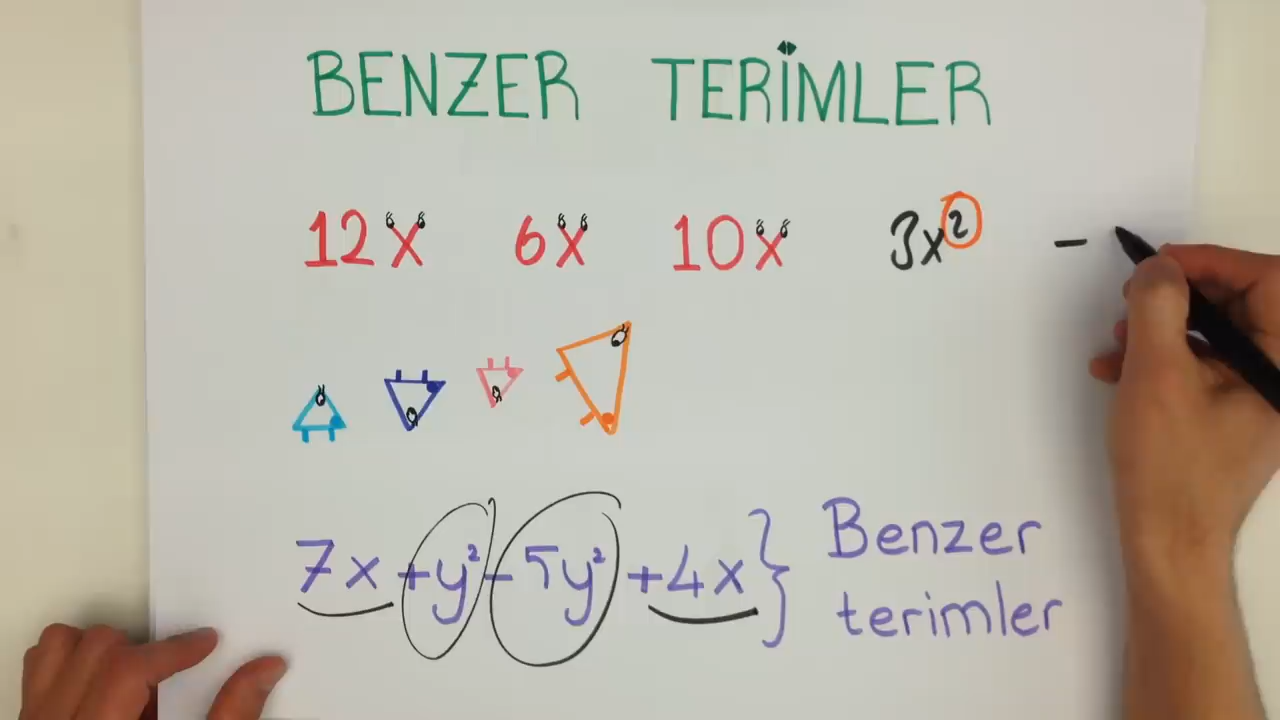 BENZER TERİMLER
12x 6x 10x 3x² -
7x +y² -5y² +4x } Benzer
terimler